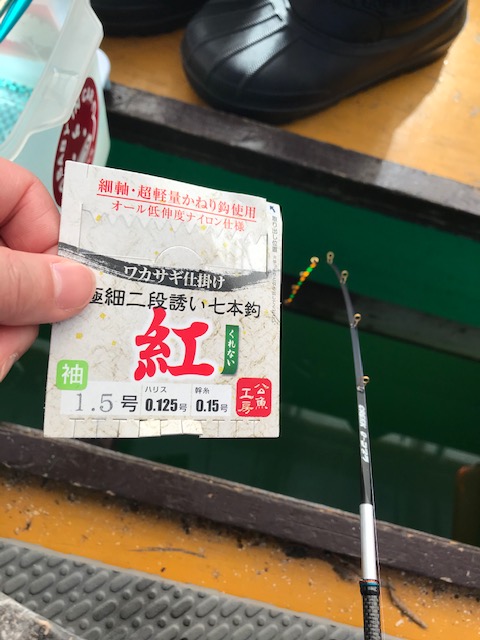 細軸・超軽量かねり鈎使用
オール低伸度ナイロン仕様
ワカサギ仕掛け
極細二段誘い七本鈎
紅
くれない
袖
1.5号
ハリス
0.125号
幹糸
0.15号
公魚
工房